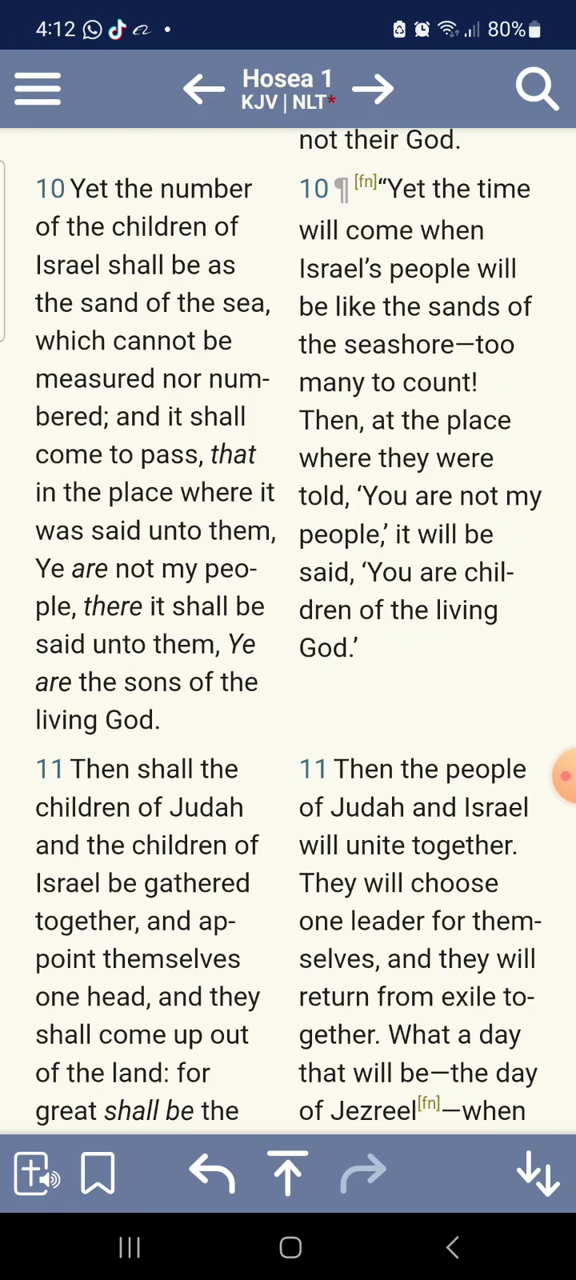 4:12
80%
Hosea 1
KJV | NLT*
not their God.
10 Yet the number
of the children of
Israel shall be as
the sand of the sea,
which cannot be
measured nor num-
bered; and it shall
come to pass, that
in the place where it
was said unto them,
Ye are not my peo-
ple, there it shall be
said unto them, Ye
are the sons of the
living God.
10 ¶ [fn]“Yet the time
will come when
Israel’s people will
be like the sands of
the seashore—too
many to count!
Then, at the place
where they were
told, ‘You are not my
people,’ it will be
said, ‘You are chil-
dren of the living
God.’
11 Then shall the
children of Judah
and the children of
Israel be gathered
together, and ap-
point themselves
one head, and they
shall come up out
of the land: for
great shall be the
11 Then the people
of Judah and Israel
will unite together.
They will choose
one leader for them-
selves, and they will
return from exile to-
gether. What a day
that will be—the day
of Jezreel[fn]—when